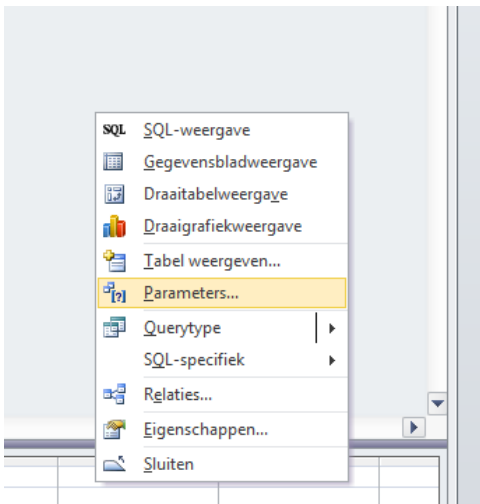 SQL SQL-weergave
Gegevensbladweergave
Draaitabelweergave
Draaigrafiekweergave
Tabel weergeven...
[?] Parameters...
Querytype
SQL-specifiek
Relaties...
Eigenschappen...
Sluiten